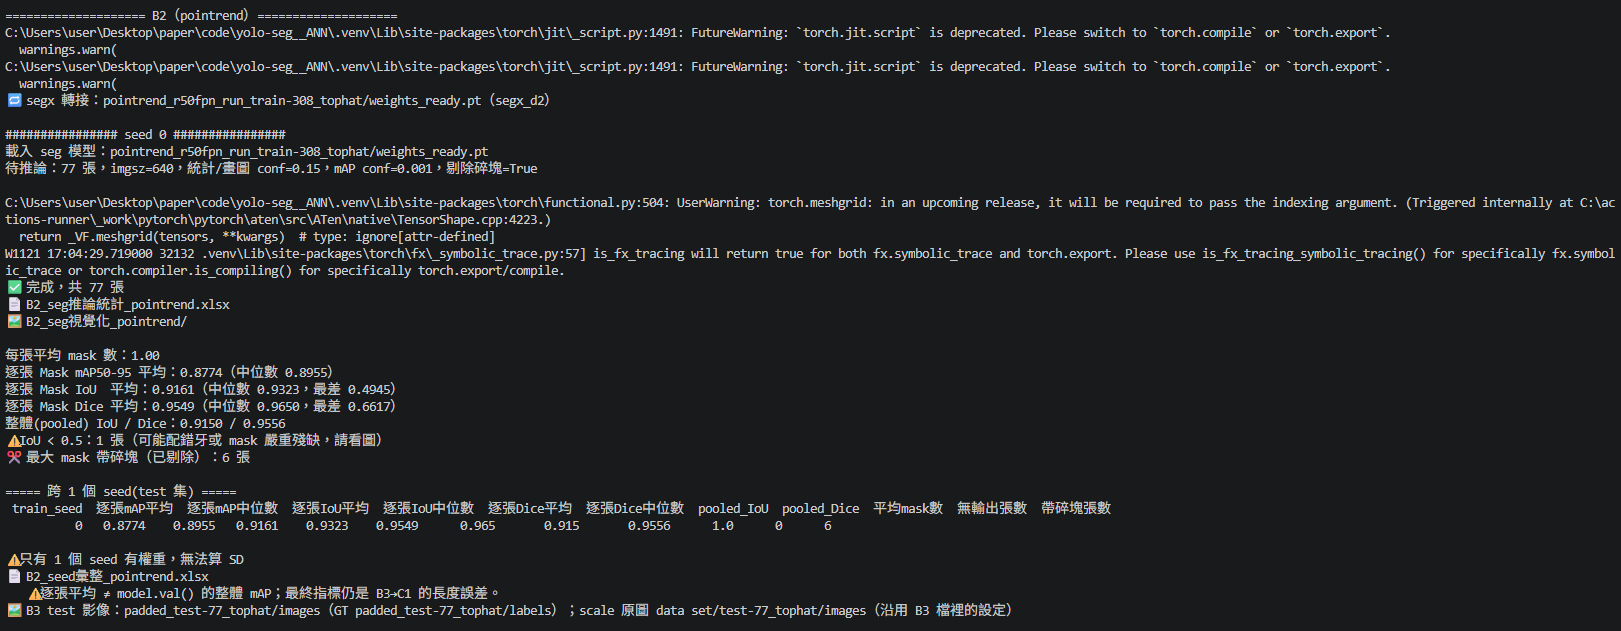 ==================== B2（pointrend）====================
C:\Users\user\Desktop\paper\code\yolo-seg__ANN\.venv\Lib\site-packages\torch\jit\_script.py:1491: FutureWarning: `torch.jit.script` is deprecated. Please switch to `torch.compile` or `torch.export`.
  warnings.warn(
C:\Users\user\Desktop\paper\code\yolo-seg__ANN\.venv\Lib\site-packages\torch\jit\_script.py:1491: FutureWarning: `torch.jit.script` is deprecated. Please switch to `torch.compile` or `torch.export`.
  warnings.warn(
🔁 segx 轉接：pointrend_r50fpn_run_train-308_tophat/weights_ready.pt（segx_d2）

################ seed 0 ################
載入 seg 模型：pointrend_r50fpn_run_train-308_tophat/weights_ready.pt
待推論：77 張，imgsz=640，統計/畫圖 conf=0.15，mAP conf=0.001，剔除碎塊=True

C:\Users\user\Desktop\paper\code\yolo-seg__ANN\.venv\Lib\site-packages\torch\functional.py:504: UserWarning: torch.meshgrid: in an upcoming release, it will be required to pass the indexing argument. (Triggered internally at C:\ac
tions-runner\_work\pytorch\pytorch\aten\src\ATen\native\TensorShape.cpp:4223.)
  return _VF.meshgrid(tensors, **kwargs)  # type: ignore[attr-defined]
W1121 17:04:29.719000 32132 .venv\Lib\site-packages\torch\fx\_symbolic_trace.py:57] is_fx_tracing will return true for both fx.symbolic_trace and torch.export. Please use is_fx_tracing_symbolic_tracing() for specifically fx.symbol
ic_trace or torch.compiler.is_compiling() for specifically torch.export/compile.
✅ 完成，共 77 張
📄 B2_seg推論統計_pointrend.xlsx
🖼️ B2_seg視覺化_pointrend/

每張平均 mask 數：1.00
逐張 Mask mAP50-95 平均：0.8774（中位數 0.8955）
逐張 Mask IoU  平均：0.9161（中位數 0.9323，最差 0.4945）
逐張 Mask Dice 平均：0.9549（中位數 0.9650，最差 0.6617）
整體(pooled) IoU / Dice：0.9150 / 0.9556
⚠️IoU < 0.5：1 張（可能配錯牙或 mask 嚴重殘缺，請看圖）
✂️ 最大 mask 帶碎塊（已剔除）：6 張

===== 跨 1 個 seed(test 集) =====
 train_seed  逐張mAP平均  逐張mAP中位數  逐張IoU平均  逐張IoU中位數  逐張Dice平均  逐張Dice中位數  pooled_IoU  pooled_Dice  平均mask數  無輸出張數  帶碎塊張數
          0   0.8774    0.8955   0.9161    0.9323    0.9549      0.965       0.915       0.9556        1.0      0      6

⚠️只有 1 個 seed 有權重，無法算 SD
📄 B2_seed彙整_pointrend.xlsx
   ⚠️逐張平均 ≠ model.val() 的整體 mAP；最終指標仍是 B3→C1 的長度誤差。
🖼️ B3 test 影像：padded_test-77_tophat/images（GT padded_test-77_tophat/labels）；scale 原圖 data set/test-77_tophat/images（沿用 B3 檔裡的設定）